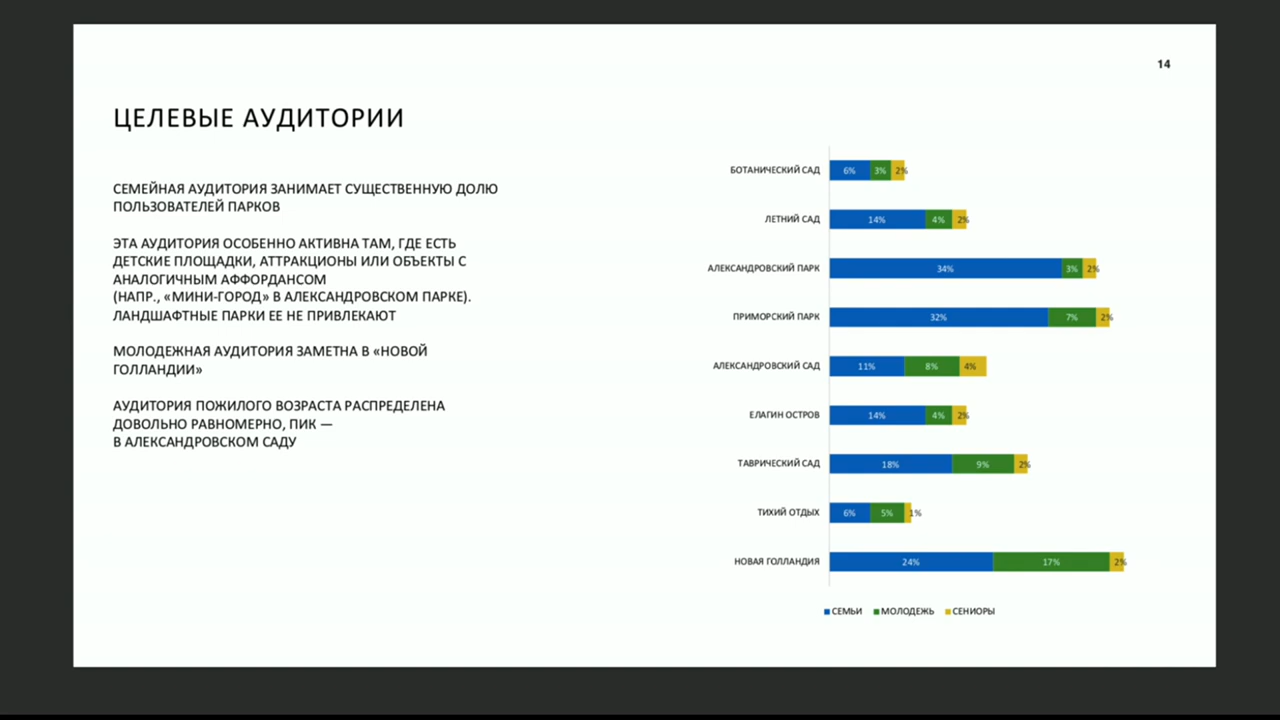 14
ЦЕЛЕВЫЕ АУДИТОРИИ
СЕМЕЙНАЯ АУДИТОРИЯ ЗАНИМАЕТ СУЩЕСТВЕННУЮ ДОЛЮ
ПОЛЬЗОВАТЕЛЕЙ ПАРКОВ
ЭТА АУДИТОРИЯ ОСОБЕННО АКТИВНА ТАМ, ГДЕ ЕСТЬ
ДЕТСКИЕ ПЛОЩАДКИ, АТТРАКЦИОНЫ ИЛИ ОБЪЕКТЫ С
АНАЛОГИЧНЫМ АФФОРДАНСОМ
(НАПР., «МИНИ-ГОРОД» В АЛЕКСАНДРОВСКОМ ПАРКЕ).
ЛАНДШАФТНЫЕ ПАРКИ ЕЕ НЕ ПРИВЛЕКАЮТ
МОЛОДЕЖНАЯ АУДИТОРИЯ ЗАМЕТНА В «НОВОЙ
ГОЛЛАНДИИ»
АУДИТОРИЯ ПОЖИЛОГО ВОЗРАСТА РАСПРЕДЕЛЕНА
ДОВОЛЬНО РАВНОМЕРНО, ПИК —
В АЛЕКСАНДРОВСКОМ САДУ
БОТАНИЧЕСКИЙ САД 6% 3% 2%
ЛЕТНИЙ САД 14% 4% 2%
АЛЕКСАНДРОВСКИЙ ПАРК 34% 3% 2%
ПРИМОРСКИЙ ПАРК 32% 7% 2%
АЛЕКСАНДРОВСКИЙ САД 11% 8% 4%
ЕЛАГИН ОСТРОВ 14% 4% 2%
ТАВРИЧЕСКИЙ САД 18% 9% 2%
ТИХИЙ ОТДЫХ 6% 5% 1%
НОВАЯ ГОЛЛАНДИЯ 24% 17% 2%
СЕМЬИ МОЛОДЕЖЬ СЕНИОРЫ